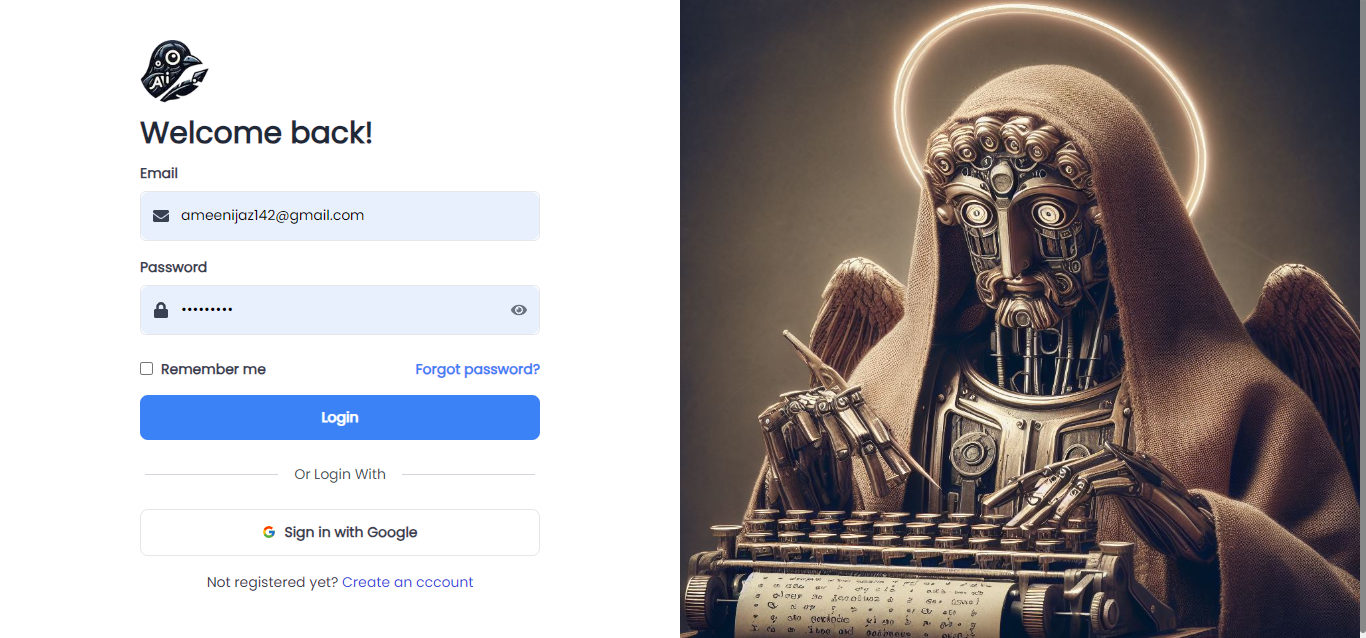 Ai
Welcome back!
Email
ameenijaz142@gmail.com
Password
•••••••••
Remember me
Forgot password?
Login
Or Login With
Sign in with Google
Not registered yet? Create an cccount